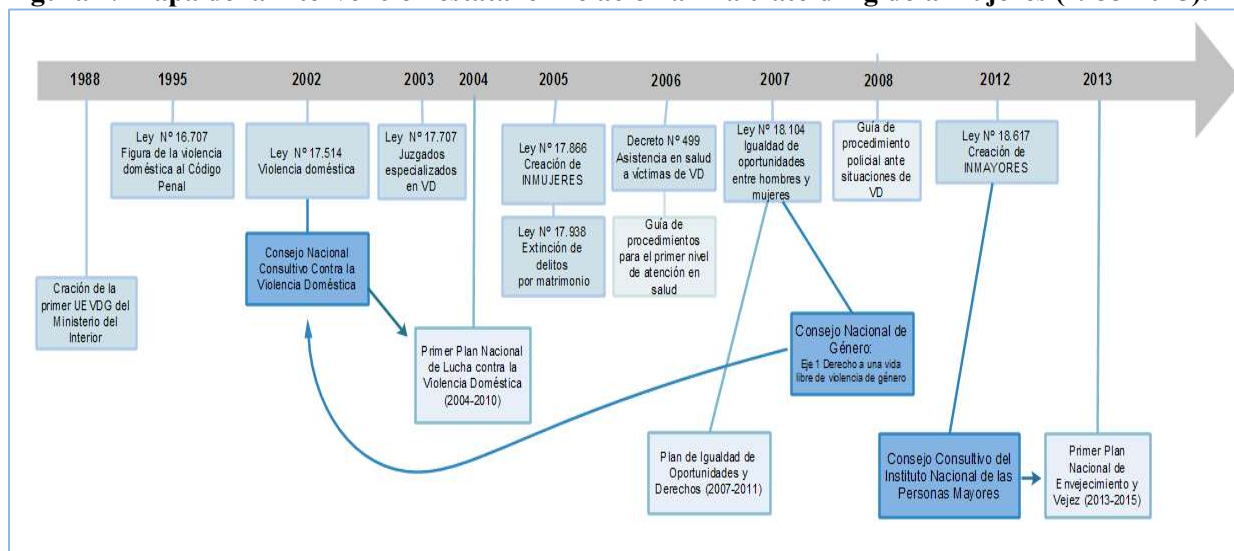 1988
1995
2002
2003
2004
2005
2006
2007
2008
2012
2013
Ley Nº 16.707
Figura de la violencia
doméstica al Código
Penal
Ley Nº 17.514
Violencia doméstica
Ley Nº 17.707
Juzgados
especializados
en VD
Ley Nº 17.866
Creación de
INMUJERES
Decreto Nº 499
Asistencia en salud
a víctimas de VD
Ley Nº 18.104
Igualdad de
oportunidades
entre hombres y
mujeres
Guía de
procedimiento
policial ante
situaciones de
VD
Ley Nº 18.617
Creación de
INMAYORES
Ley Nº 17.938
Extinción de
delitos
por matrimonio
Guía de
procedimientos
para el primer nivel
de atención en
salud
Consejo Nacional
Consultivo Contra la
Violencia Doméstica
Cración de la
primer UEVDG del
Ministerio del
Interior
Primer Plan Nacional
de Lucha contra la
Violencia Doméstica
(2004-2010)
Consejo Nacional de
Género:
Eje 1 Derecho a una vida
libre de violencia de género
Plan de Igualdad de
Oportunidades y
Derechos (2007-2011)
Consejo Consultivo del
Instituto Nacional de las
Personas Mayores
Primer Plan
Nacional de
Envejecimiento y
Vejez (2013-2015)